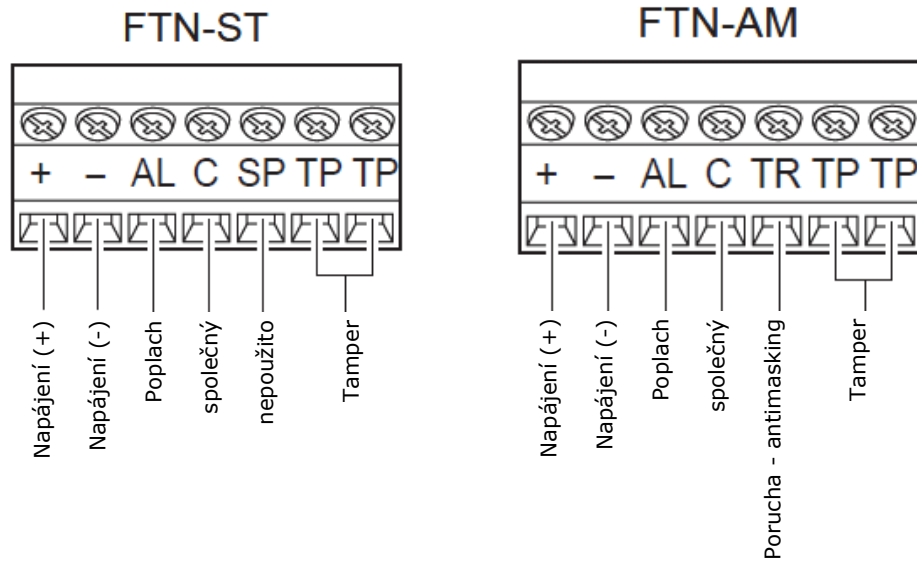 FTN-ST
+ – AL C SP TP TP
Napájení (+)
Napájení (-)
Poplach
společný
nepoužito
Tamper
FTN-AM
+ – AL C TR TP TP
Napájení (+)
Napájení (-)
Poplach
společný
Porucha - antimasking
Tamper